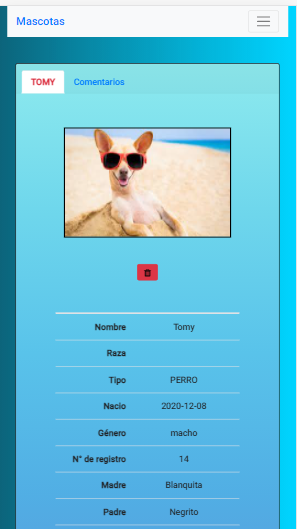 Mascotas
TOMY Comentarios
Nombre Tomy
Raza
Tipo PERRO
Nacio 2020-12-08
Género macho
N° de registro 14
Madre Blanquita
Padre Negrito